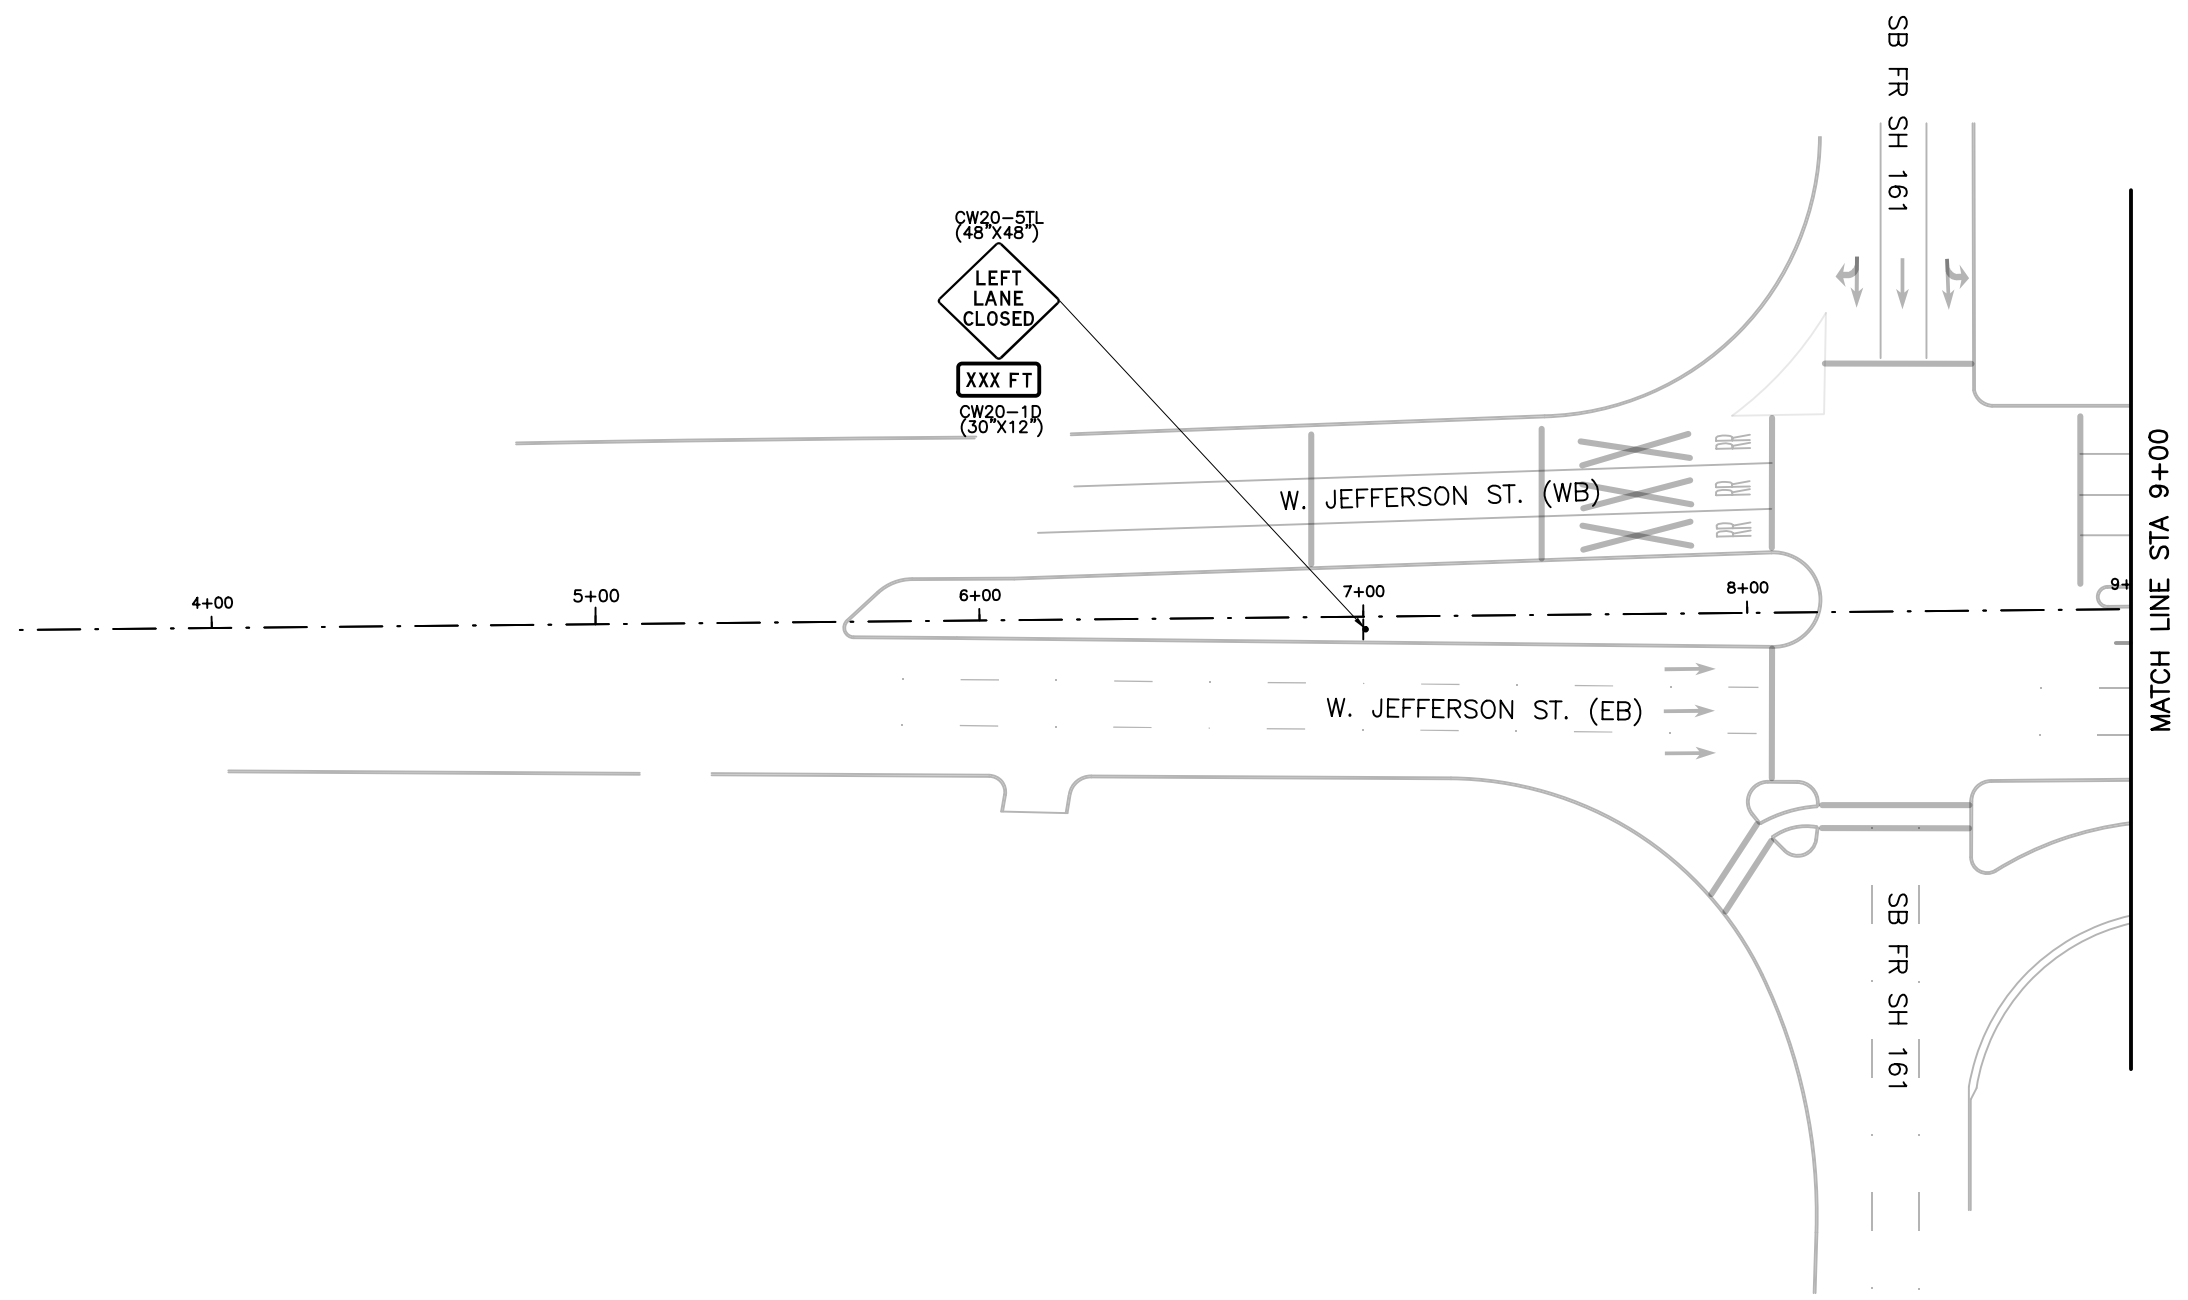 SB FR SH 161
CW20-5TL
(48"X48")
LEFT
LANE
CLOSED
XXX FT
CW20-1D
(30"X12")
RR
RR
RR
W. JEFFERSON ST. (WB)
4+00
5+00
6+00
7+00
8+00
9+
MATCH LINE STA 9+00
W. JEFFERSON ST. (EB)
SB FR SH 161